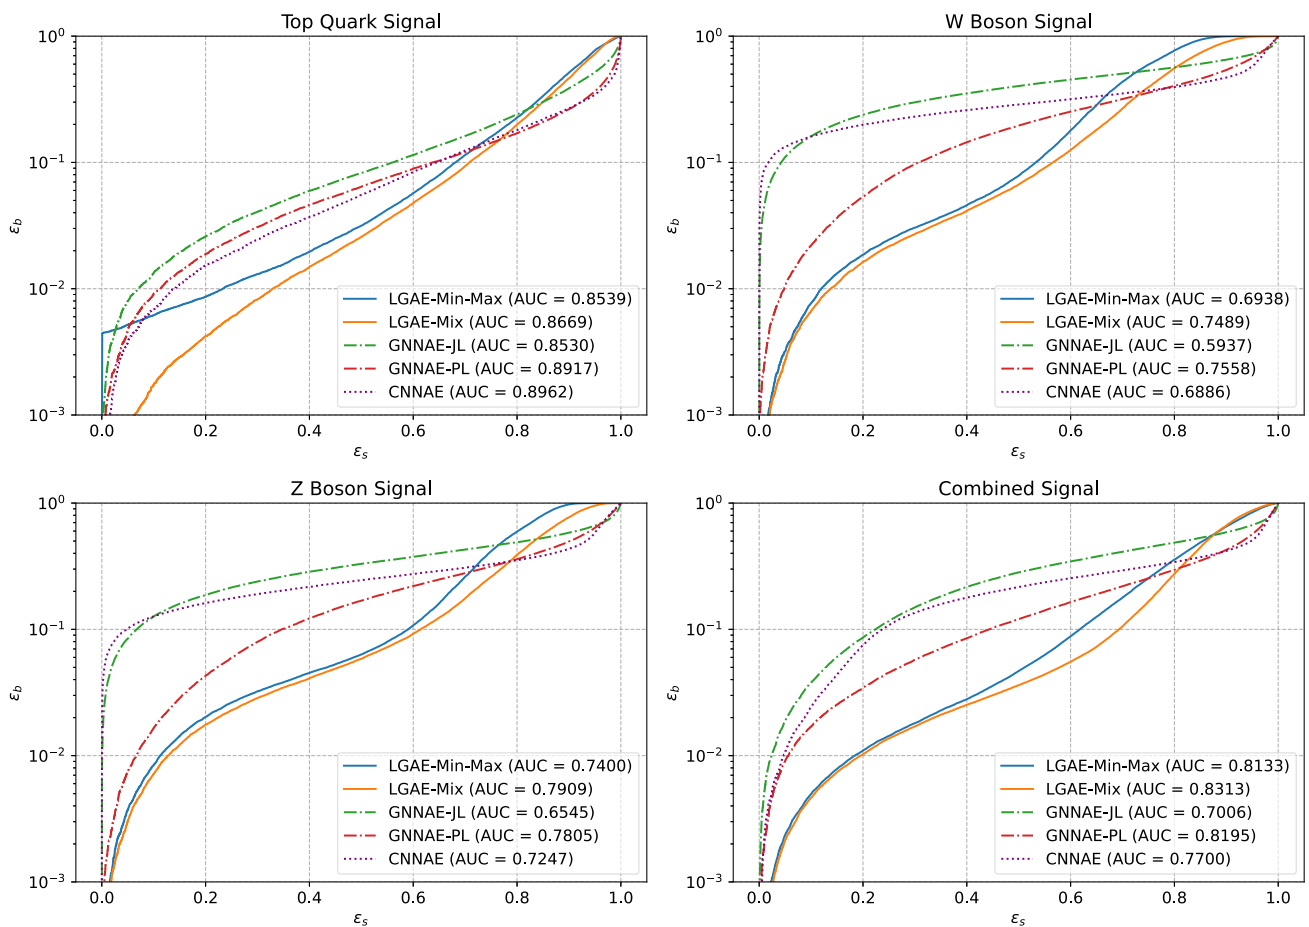 Top Quark Signal
10⁰
10⁻¹
10⁻²
10⁻³
ε_b
LGAE-Min-Max (AUC = 0.8539)
LGAE-Mix (AUC = 0.8669)
GNNAE-JL (AUC = 0.8530)
GNNAE-PL (AUC = 0.8917)
CNNAE (AUC = 0.8962)
0.0 0.2 0.4 0.6 0.8 1.0
ε_s
W Boson Signal
10⁰
10⁻¹
10⁻²
10⁻³
ε_b
LGAE-Min-Max (AUC = 0.6938)
LGAE-Mix (AUC = 0.7489)
GNNAE-JL (AUC = 0.5937)
GNNAE-PL (AUC = 0.7558)
CNNAE (AUC = 0.6886)
0.0 0.2 0.4 0.6 0.8 1.0
ε_s
Z Boson Signal
10⁰
10⁻¹
10⁻²
10⁻³
ε_b
LGAE-Min-Max (AUC = 0.7400)
LGAE-Mix (AUC = 0.7909)
GNNAE-JL (AUC = 0.6545)
GNNAE-PL (AUC = 0.7805)
CNNAE (AUC = 0.7247)
0.0 0.2 0.4 0.6 0.8 1.0
ε_s
Combined Signal
10⁰
10⁻¹
10⁻²
10⁻³
ε_b
LGAE-Min-Max (AUC = 0.8133)
LGAE-Mix (AUC = 0.8313)
GNNAE-JL (AUC = 0.7006)
GNNAE-PL (AUC = 0.8195)
CNNAE (AUC = 0.7700)
0.0 0.2 0.4 0.6 0.8 1.0
ε_s